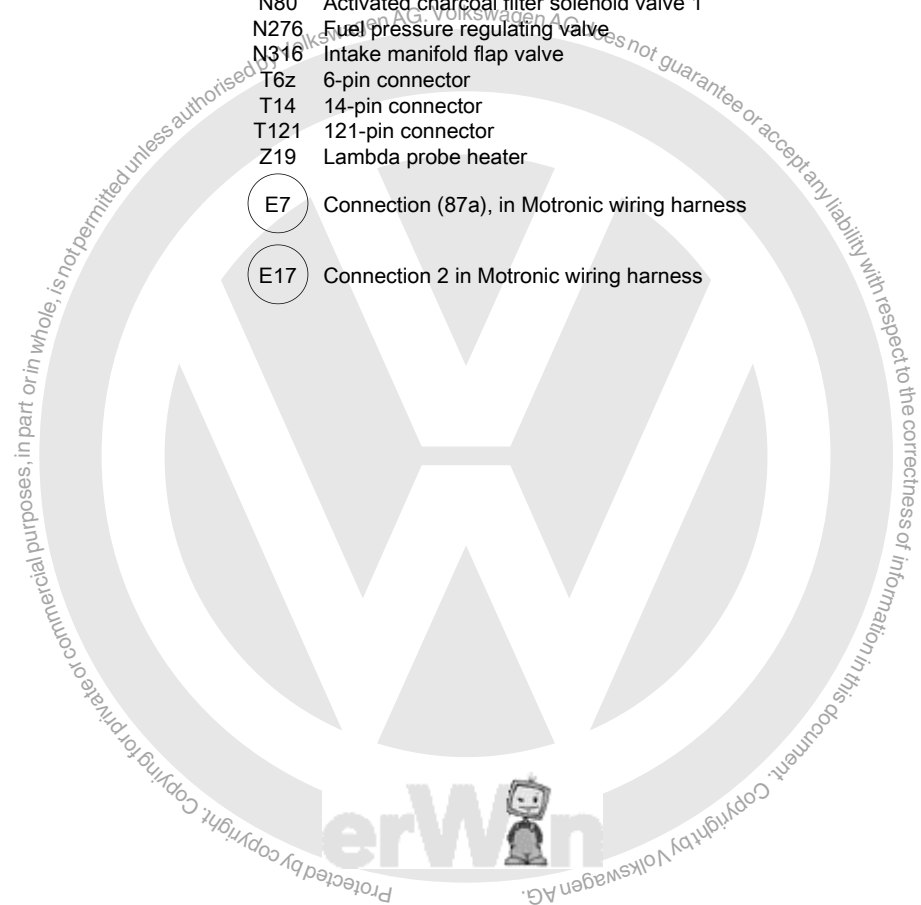 N80 Activated charcoal filter solenoid valve 1
N276 Fuel pressure regulating valve
N316 Intake manifold flap valve
T6z 6-pin connector
T14 14-pin connector
T121 121-pin connector
Z19 Lambda probe heater
E7 Connection (87a), in Motronic wiring harness
E17 Connection 2 in Motronic wiring harness
Protected by copyright. Copying for private or commercial purposes, in part or in whole, is not permitted unless authorised by Volkswagen AG. Volkswagen AG does not guarantee or accept any liability with respect to the correctness of information in this document. Copyright by Volkswagen AG.
erWin